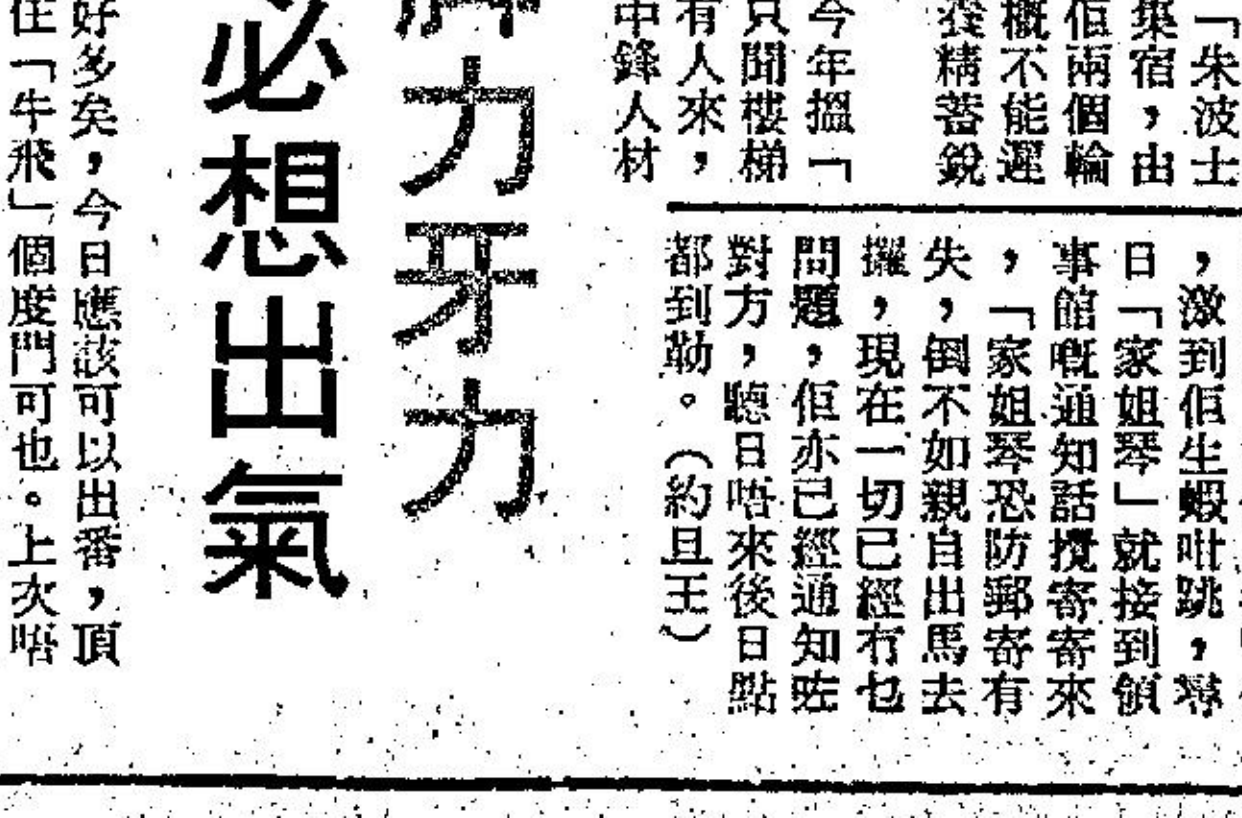 「朱波士
集宿，由
佢兩個輪
概不能運
養精蓄銳
今年搵「
只聞樓梯
有人來，
中鋒人材
，激到佢生蝦咁跳，尋
日「家姐琴」就接到領
事館嘅通知話攪寄寄來
，「家姐琴恐防郵寄有
失，倒不如親自出馬去
攞，現在一切已經冇乜
問題，佢亦已經通知咗
對方，聽日唔來後日點
都到勒。（約旦王）
力牙力
必想出氣
好多矣，今日應該可以出番，頂
住「牛飛」個度門可也。上次唔